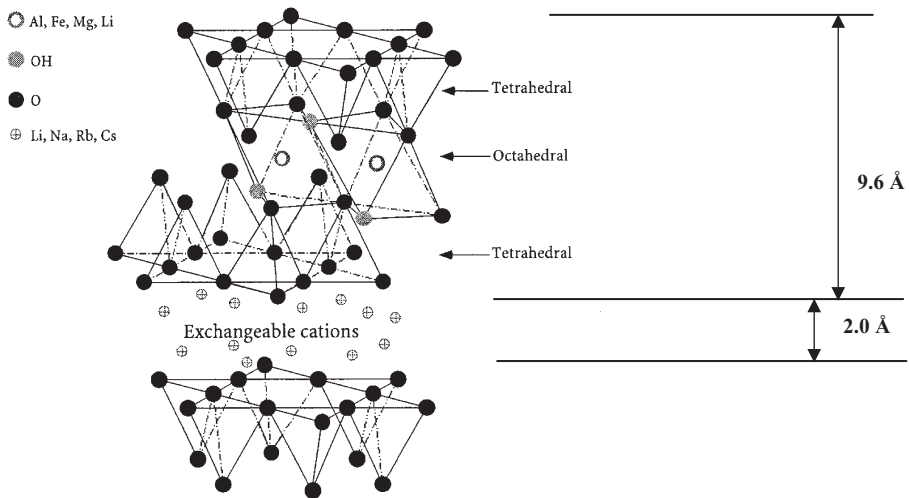 Al, Fe, Mg, Li
OH
O
Li, Na, Rb, Cs
Tetrahedral
Octahedral
Tetrahedral
Exchangeable cations
9.6 Å
2.0 Å